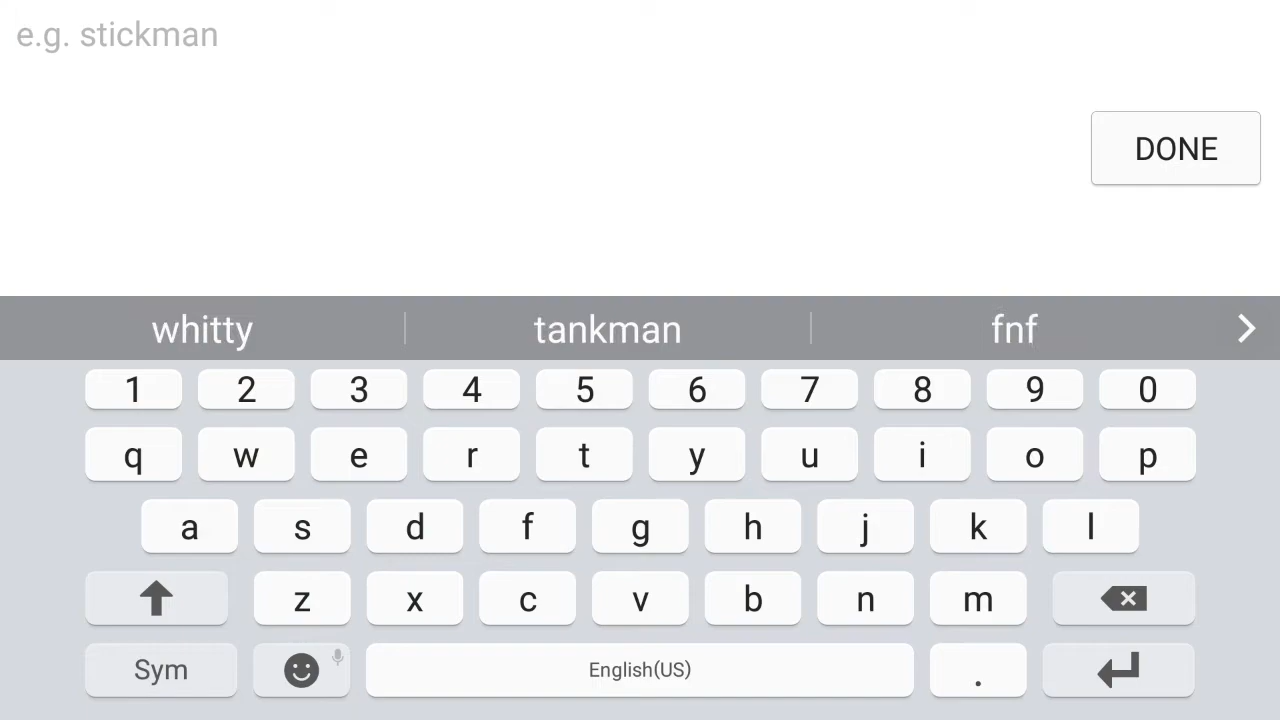 e.g. stickman
DONE
whitty tankman fnf
1 2 3 4 5 6 7 8 9 0
q w e r t y u i o p
a s d f g h j k l
z x c v b n m
Sym English(US) .